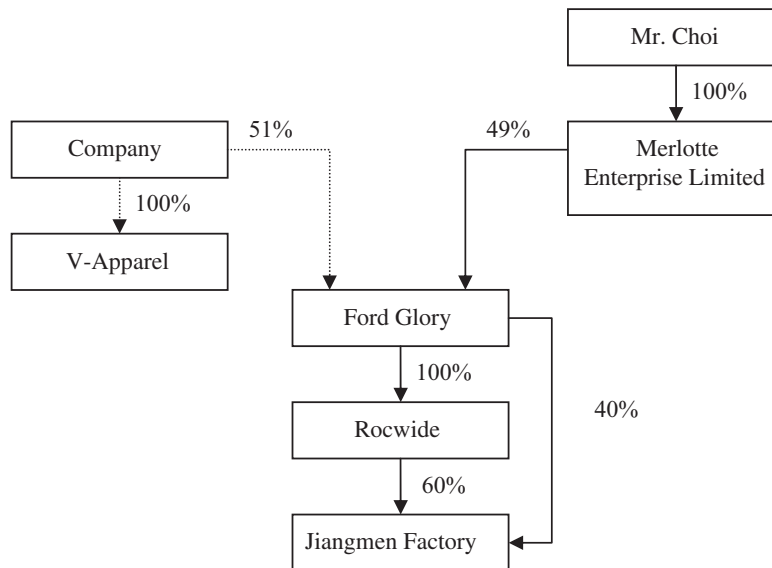 Mr. Choi
100%
51%
49%
Company
Merlotte
Enterprise Limited
100%
V-Apparel
Ford Glory
100%
40%
Rocwide
60%
Jiangmen Factory